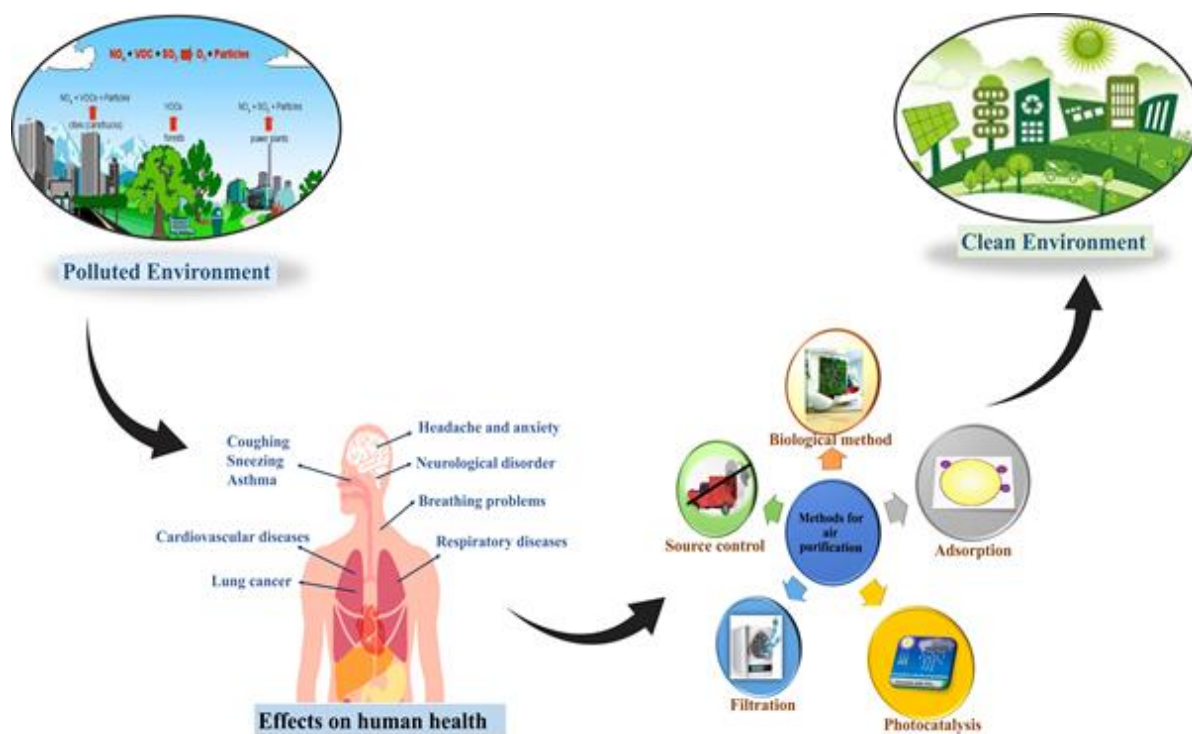 NOx + VOC + SO2 O3 + Particles
NOx + VOCs + Particles
VOCs
NOx + SO2 + Particles
forests
power plants
Polluted Environment
Clean Environment
Headache and anxiety
Coughing
Sneezing
Asthma
Neurological disorder
Breathing problems
Cardiovascular diseases
Respiratory diseases
Lung cancer
Effects on human health
Biological method
Source control
Methods for
air
purification
Adsorption
Filtration
Photocatalysis